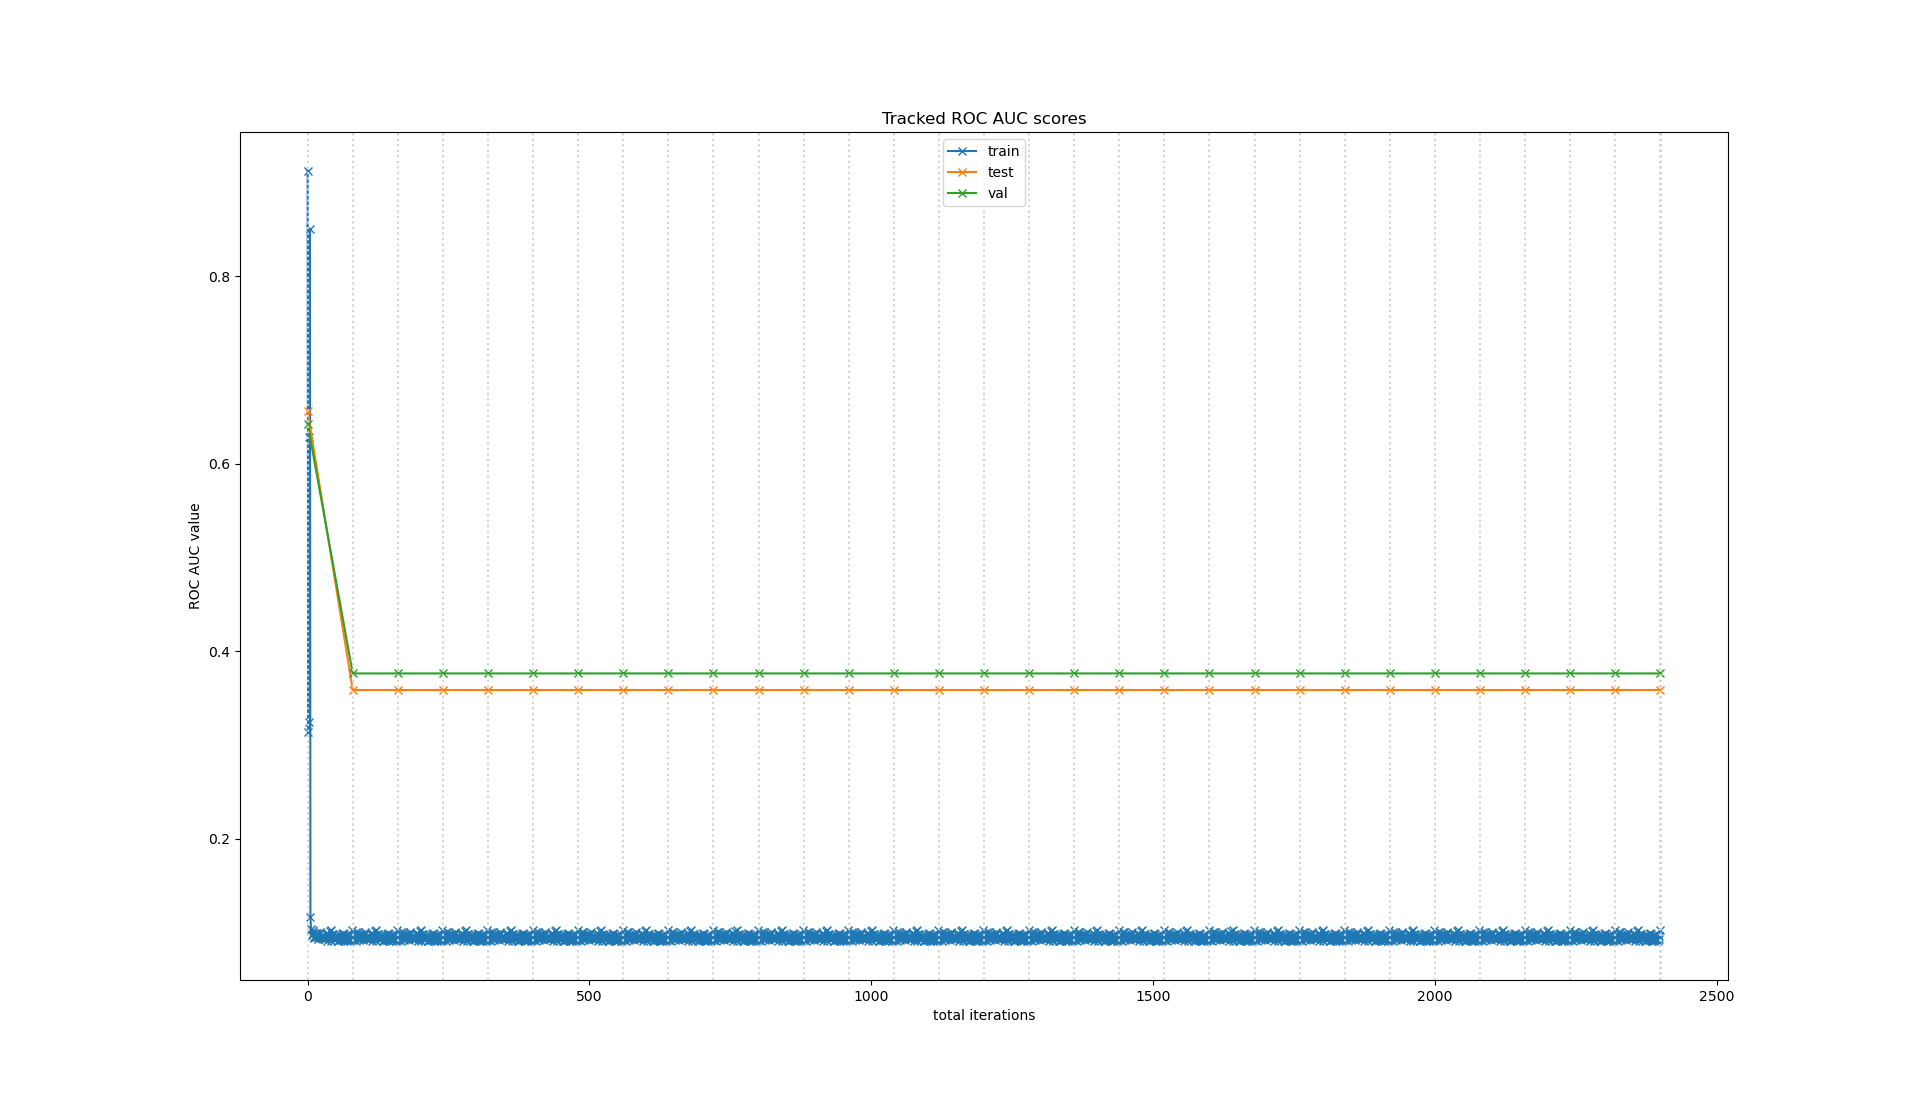 Tracked ROC AUC scores
train
test
val
ROC AUC value
0.8
0.6
0.4
0.2
0
500
1000
1500
2000
2500
total iterations